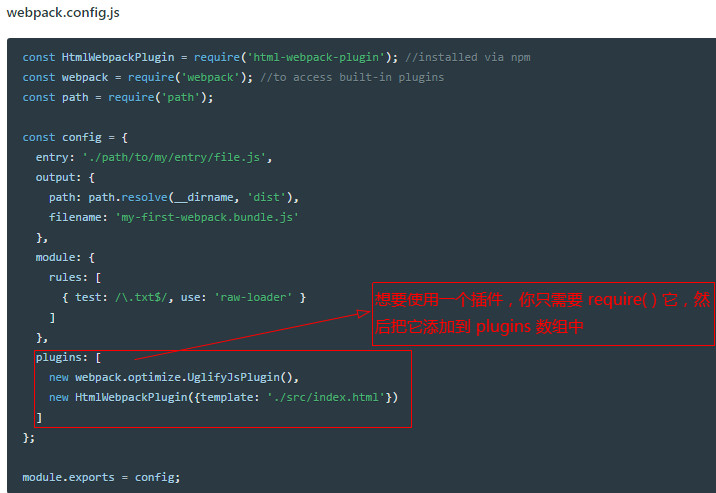 webpack.config.js
const HtmlWebpackPlugin = require('html-webpack-plugin'); //installed via npm
const webpack = require('webpack'); //to access built-in plugins
const path = require('path');
const config = {
entry: './path/to/my/entry/file.js',
output: {
path: path.resolve(__dirname, 'dist'),
filename: 'my-first-webpack.bundle.js'
},
module: {
rules: [
{ test: /\.txt$/, use: 'raw-loader' }
]
},
想要使用一个插件，你只需要 require( ) 它，然
后把它添加到 plugins 数组中
plugins: [
new webpack.optimize.UglifyJsPlugin(),
new HtmlWebpackPlugin({template: './src/index.html'})
]
};
module.exports = config;